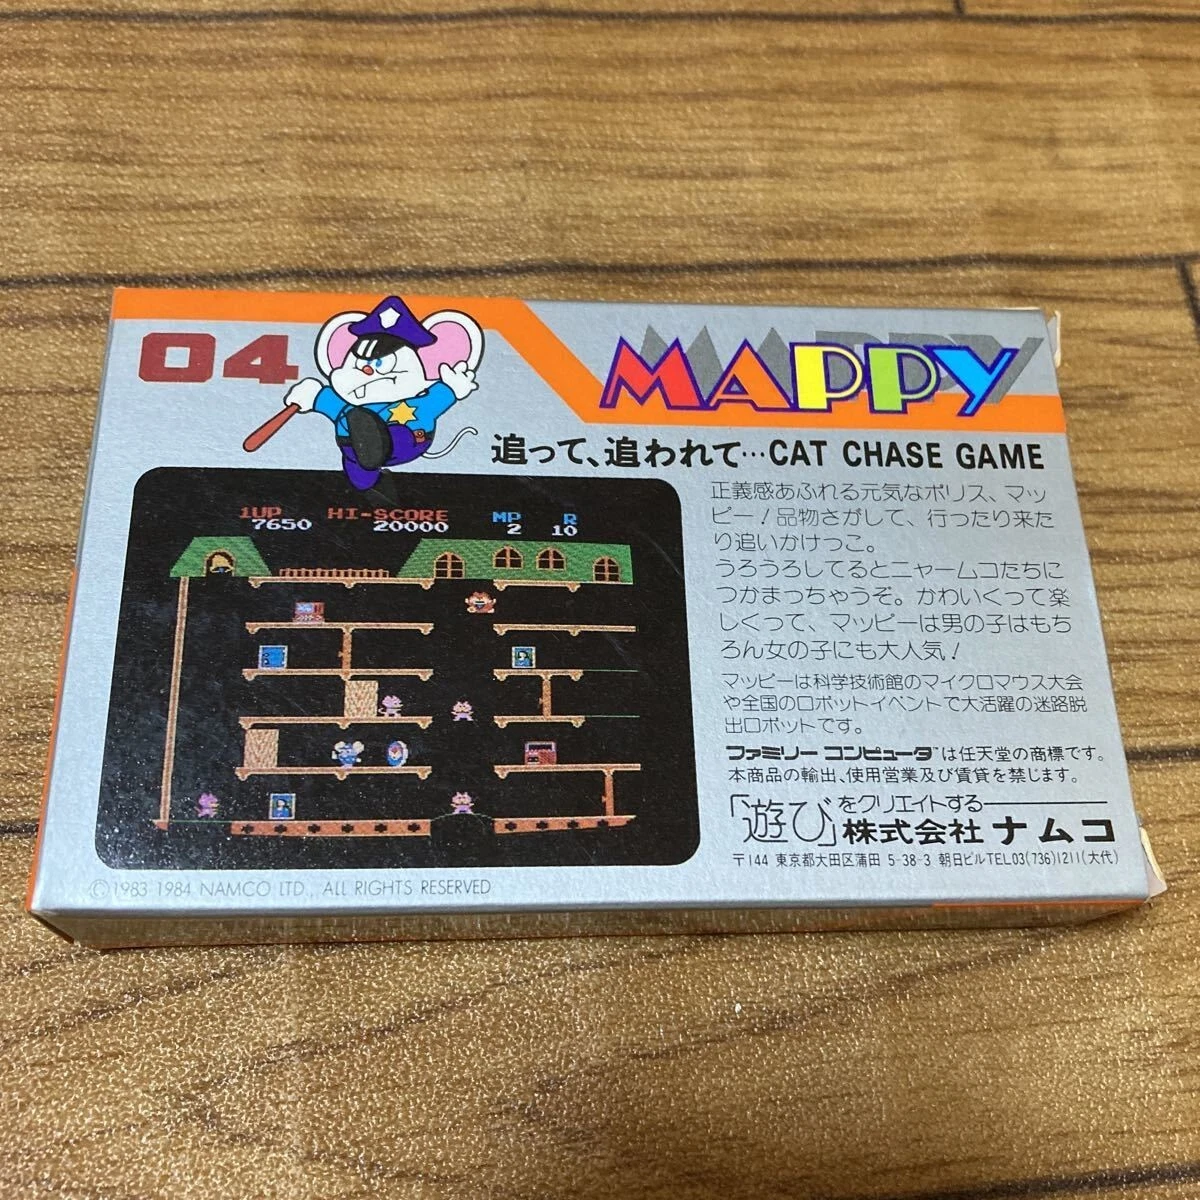 04
MAPPY
追って、追われて…CAT CHASE GAME
1UP HI-SCORE MP R
7650 20000 2 10
正義感あふれる元気なポリス、マッ
ピー!品物さがして、行ったり来た
り追いかけっこ。
うろうろしてるとニャームコたちに
つかまっちゃうぞ。かわいくって楽
しくって、マッピーは男の子はもち
ろん女の子にも大人気!
マッピーは科学技術館のマイクロマウス大会
や全国のロボットイベントで大活躍の迷路脱
出ロボットです。
ファミリーコンピュータ™は任天堂の商標です。
本商品の輸出、使用営業及び賃貸を禁じます。
「遊び」をクリエイトする
株式会社 ナムコ
〒144 東京都大田区蒲田 5-38-3 朝日ビルTEL03(736)1211(大代)
©1983 1984 NAMCO LTD., ALL RIGHTS RESERVED